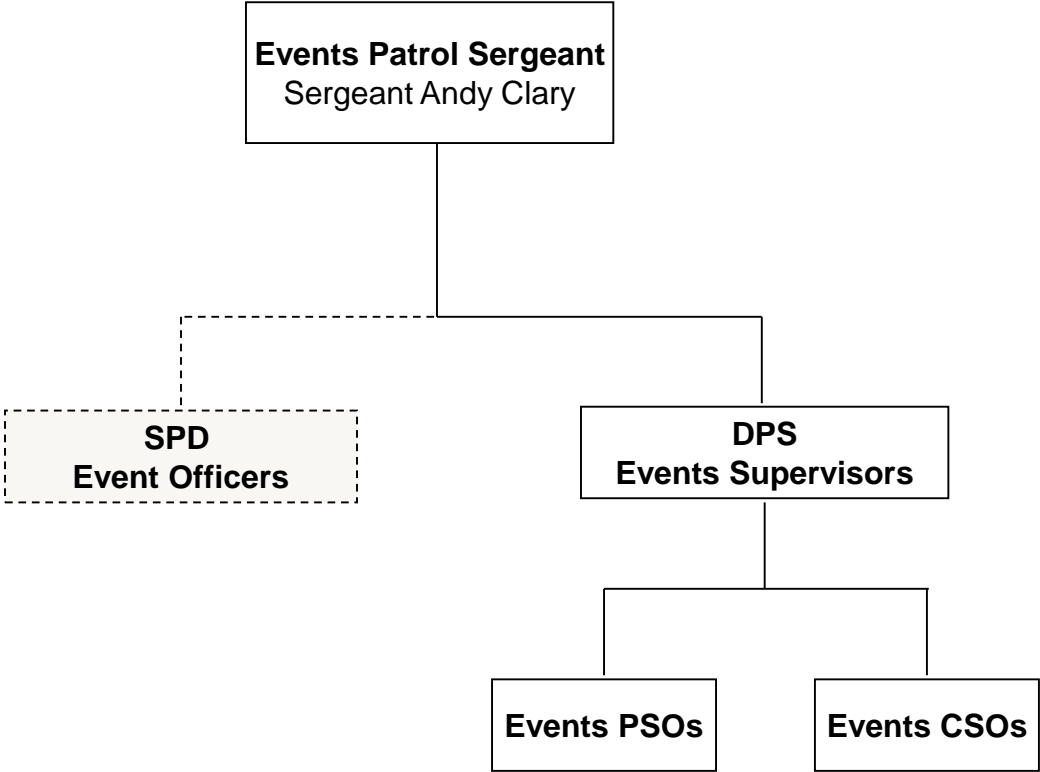 Events Patrol Sergeant
Sergeant Andy Clary
SPD
Event Officers
DPS
Events Supervisors
Events PSOs
Events CSOs